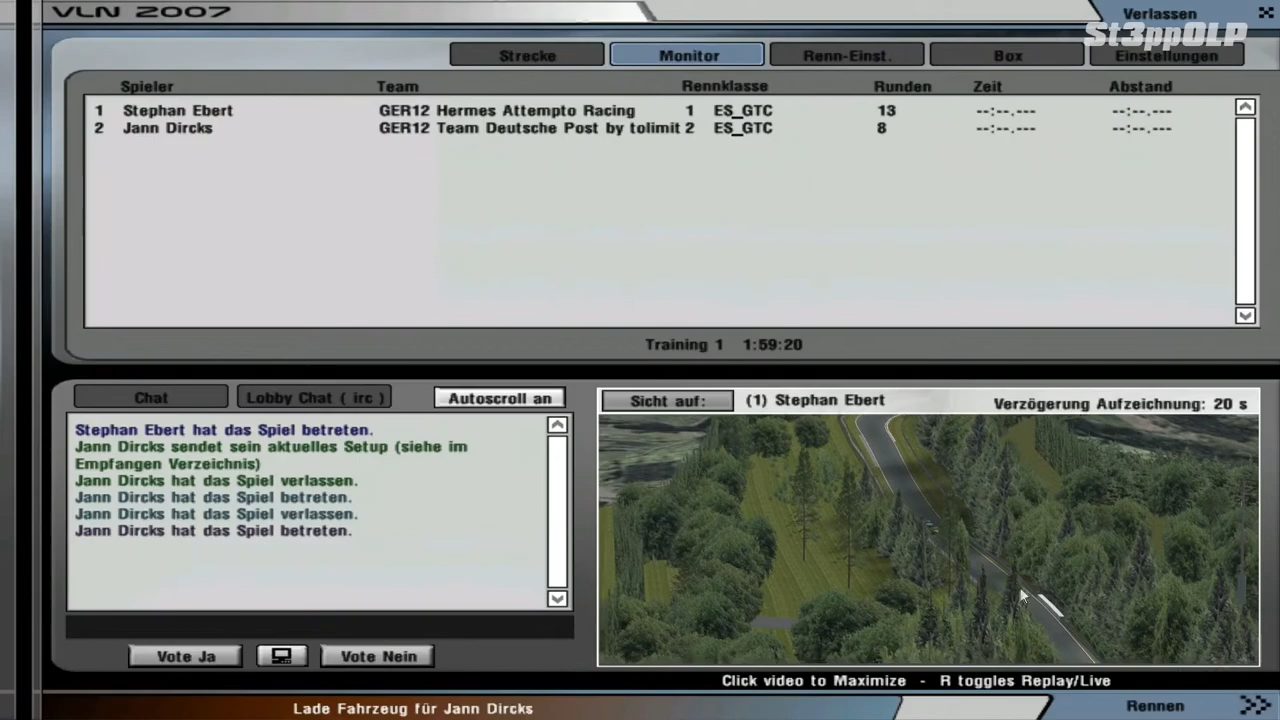 VLN 2007
Verlassen
St3ppOLP
Strecke Monitor Renn-Einst. Box Einstellungen
Spieler Team Rennklasse Runden Zeit Abstand
1 Stephan Ebert GER12 Hermes Attempto Racing 1 ES_GTC 13 --:--.--- --:--.---
2 Jann Dircks GER12 Team Deutsche Post by tolimit 2 ES_GTC 8 --:--.--- --:--.---
Training 1 1:59:20
Chat Lobby Chat ( irc ) Autoscroll an
Stephan Ebert hat das Spiel betreten.
Jann Dircks sendet sein aktuelles Setup (siehe im
Empfangen Verzeichnis)
Jann Dircks hat das Spiel verlassen.
Jann Dircks hat das Spiel betreten.
Jann Dircks hat das Spiel verlassen.
Jann Dircks hat das Spiel betreten.
Vote Ja Vote Nein
Sicht auf: (1) Stephan Ebert Verzögerung Aufzeichnung: 20 s
Click video to Maximize - R toggles Replay/Live
Lade Fahrzeug für Jann Dircks
Rennen